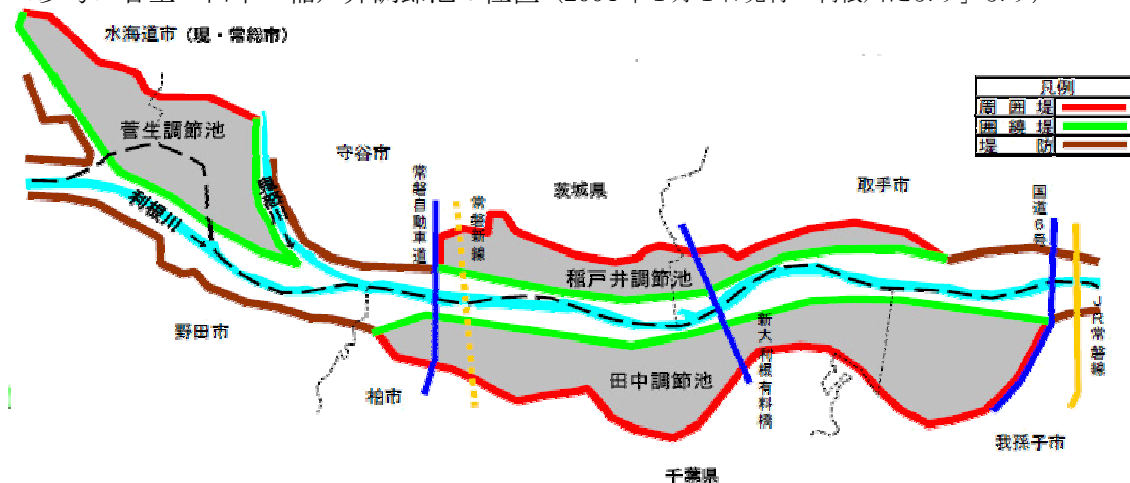 水海道市（現・常総市）
凡例
周囲堤
囲繞堤
堤防
菅生調節池
守谷市
茨城県
取手市
鬼怒川
利根川
常磐自動車道
常磐新線
国道6号
稲戸井調節池
野田市
新大利根有料橋
JR常磐線
田中調節池
柏市
我孫子市
千葉県